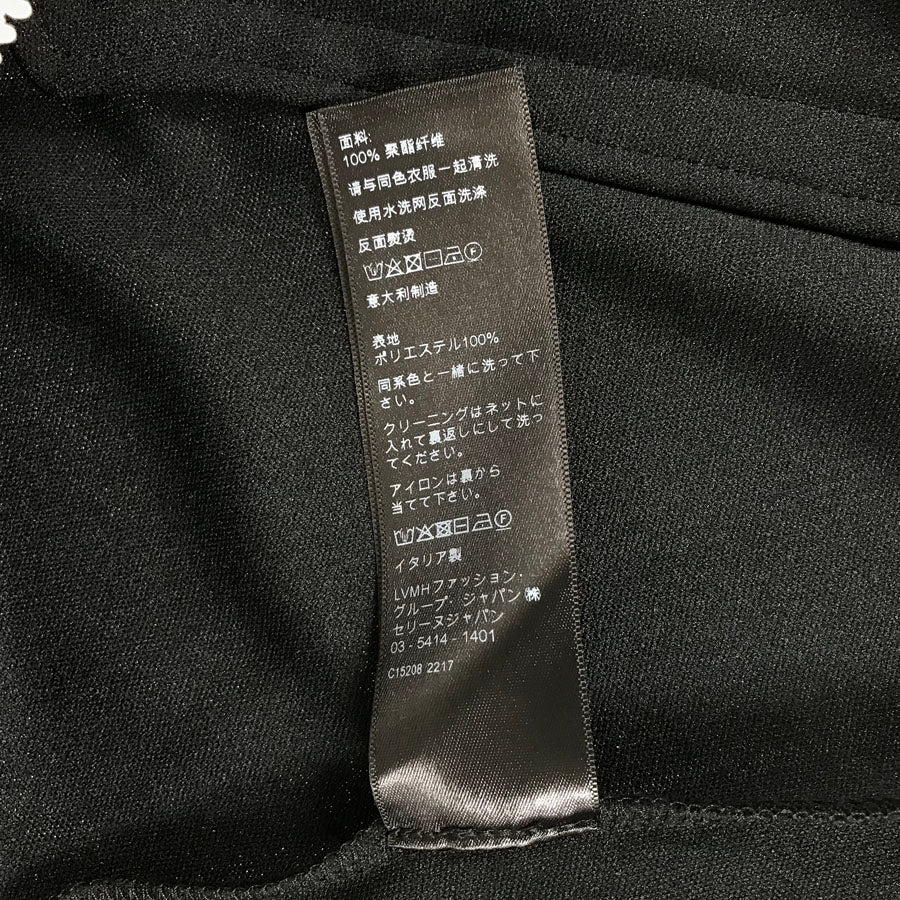 面料:
100% 聚酯纤维
请与同色衣服一起清洗
使用水洗网反面洗涤
反面熨烫
意大利制造
表地
ポリエステル100%
同系色と一緒に洗って下
さい。
クリーニングはネットに
入れて裏返しにして洗っ
てください。
アイロンは裏から
当てて下さい。
イタリア製
LVMHファッション・
グループ・ジャパン㈱
セリーヌジャパン
03 - 5414 - 1401
C15208 2217